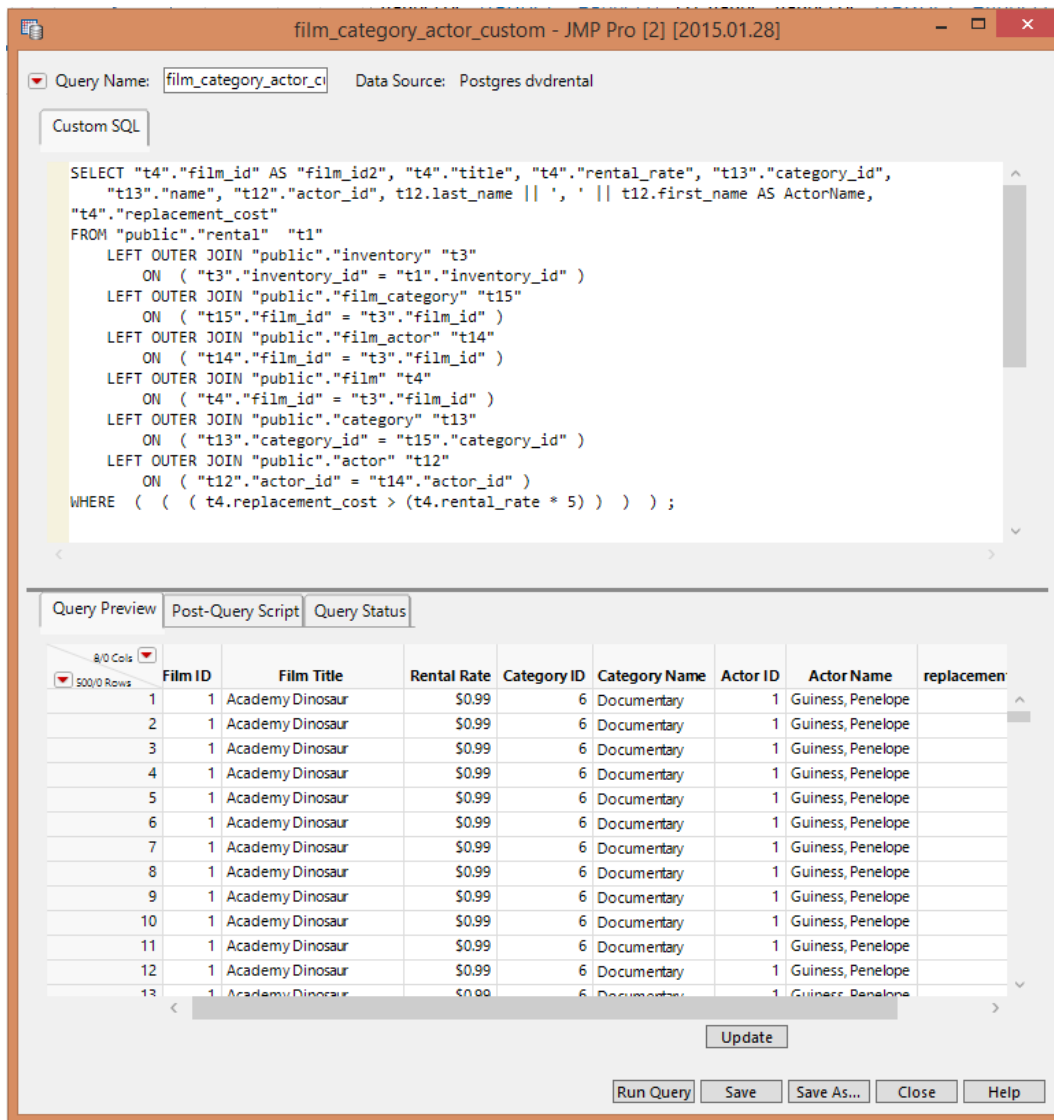 film_category_actor_custom - JMP Pro [2] [2015.01.28]
Query Name: film_category_actor_c Data Source: Postgres dvdrental
Custom SQL
SELECT "t4"."film_id" AS "film_id2", "t4"."title", "t4"."rental_rate", "t13"."category_id",
"t13"."name", "t12"."actor_id", t12.last_name || ', ' || t12.first_name AS ActorName,
"t4"."replacement_cost"
FROM "public"."rental" "t1"
LEFT OUTER JOIN "public"."inventory" "t3"
ON ( "t3"."inventory_id" = "t1"."inventory_id" )
LEFT OUTER JOIN "public"."film_category" "t15"
ON ( "t15"."film_id" = "t3"."film_id" )
LEFT OUTER JOIN "public"."film_actor" "t14"
ON ( "t14"."film_id" = "t3"."film_id" )
LEFT OUTER JOIN "public"."film" "t4"
ON ( "t4"."film_id" = "t3"."film_id" )
LEFT OUTER JOIN "public"."category" "t13"
ON ( "t13"."category_id" = "t15"."category_id" )
LEFT OUTER JOIN "public"."actor" "t12"
ON ( "t12"."actor_id" = "t14"."actor_id" )
WHERE ( ( ( t4.replacement_cost > (t4.rental_rate * 5) ) ) ) ;
Query Preview Post-Query Script Query Status
8/0 Cols
500/0 Rows
Film ID Film Title Rental Rate Category ID Category Name Actor ID Actor Name replacement
1 1 Academy Dinosaur $0.99 6 Documentary 1 Guiness, Penelope
2 1 Academy Dinosaur $0.99 6 Documentary 1 Guiness, Penelope
3 1 Academy Dinosaur $0.99 6 Documentary 1 Guiness, Penelope
4 1 Academy Dinosaur $0.99 6 Documentary 1 Guiness, Penelope
5 1 Academy Dinosaur $0.99 6 Documentary 1 Guiness, Penelope
6 1 Academy Dinosaur $0.99 6 Documentary 1 Guiness, Penelope
7 1 Academy Dinosaur $0.99 6 Documentary 1 Guiness, Penelope
8 1 Academy Dinosaur $0.99 6 Documentary 1 Guiness, Penelope
9 1 Academy Dinosaur $0.99 6 Documentary 1 Guiness, Penelope
10 1 Academy Dinosaur $0.99 6 Documentary 1 Guiness, Penelope
11 1 Academy Dinosaur $0.99 6 Documentary 1 Guiness, Penelope
12 1 Academy Dinosaur $0.99 6 Documentary 1 Guiness, Penelope
13 1 Academy Dinosaur $0.99 6 Documentary 1 Guiness, Penelope
Update
Run Query Save Save As... Close Help